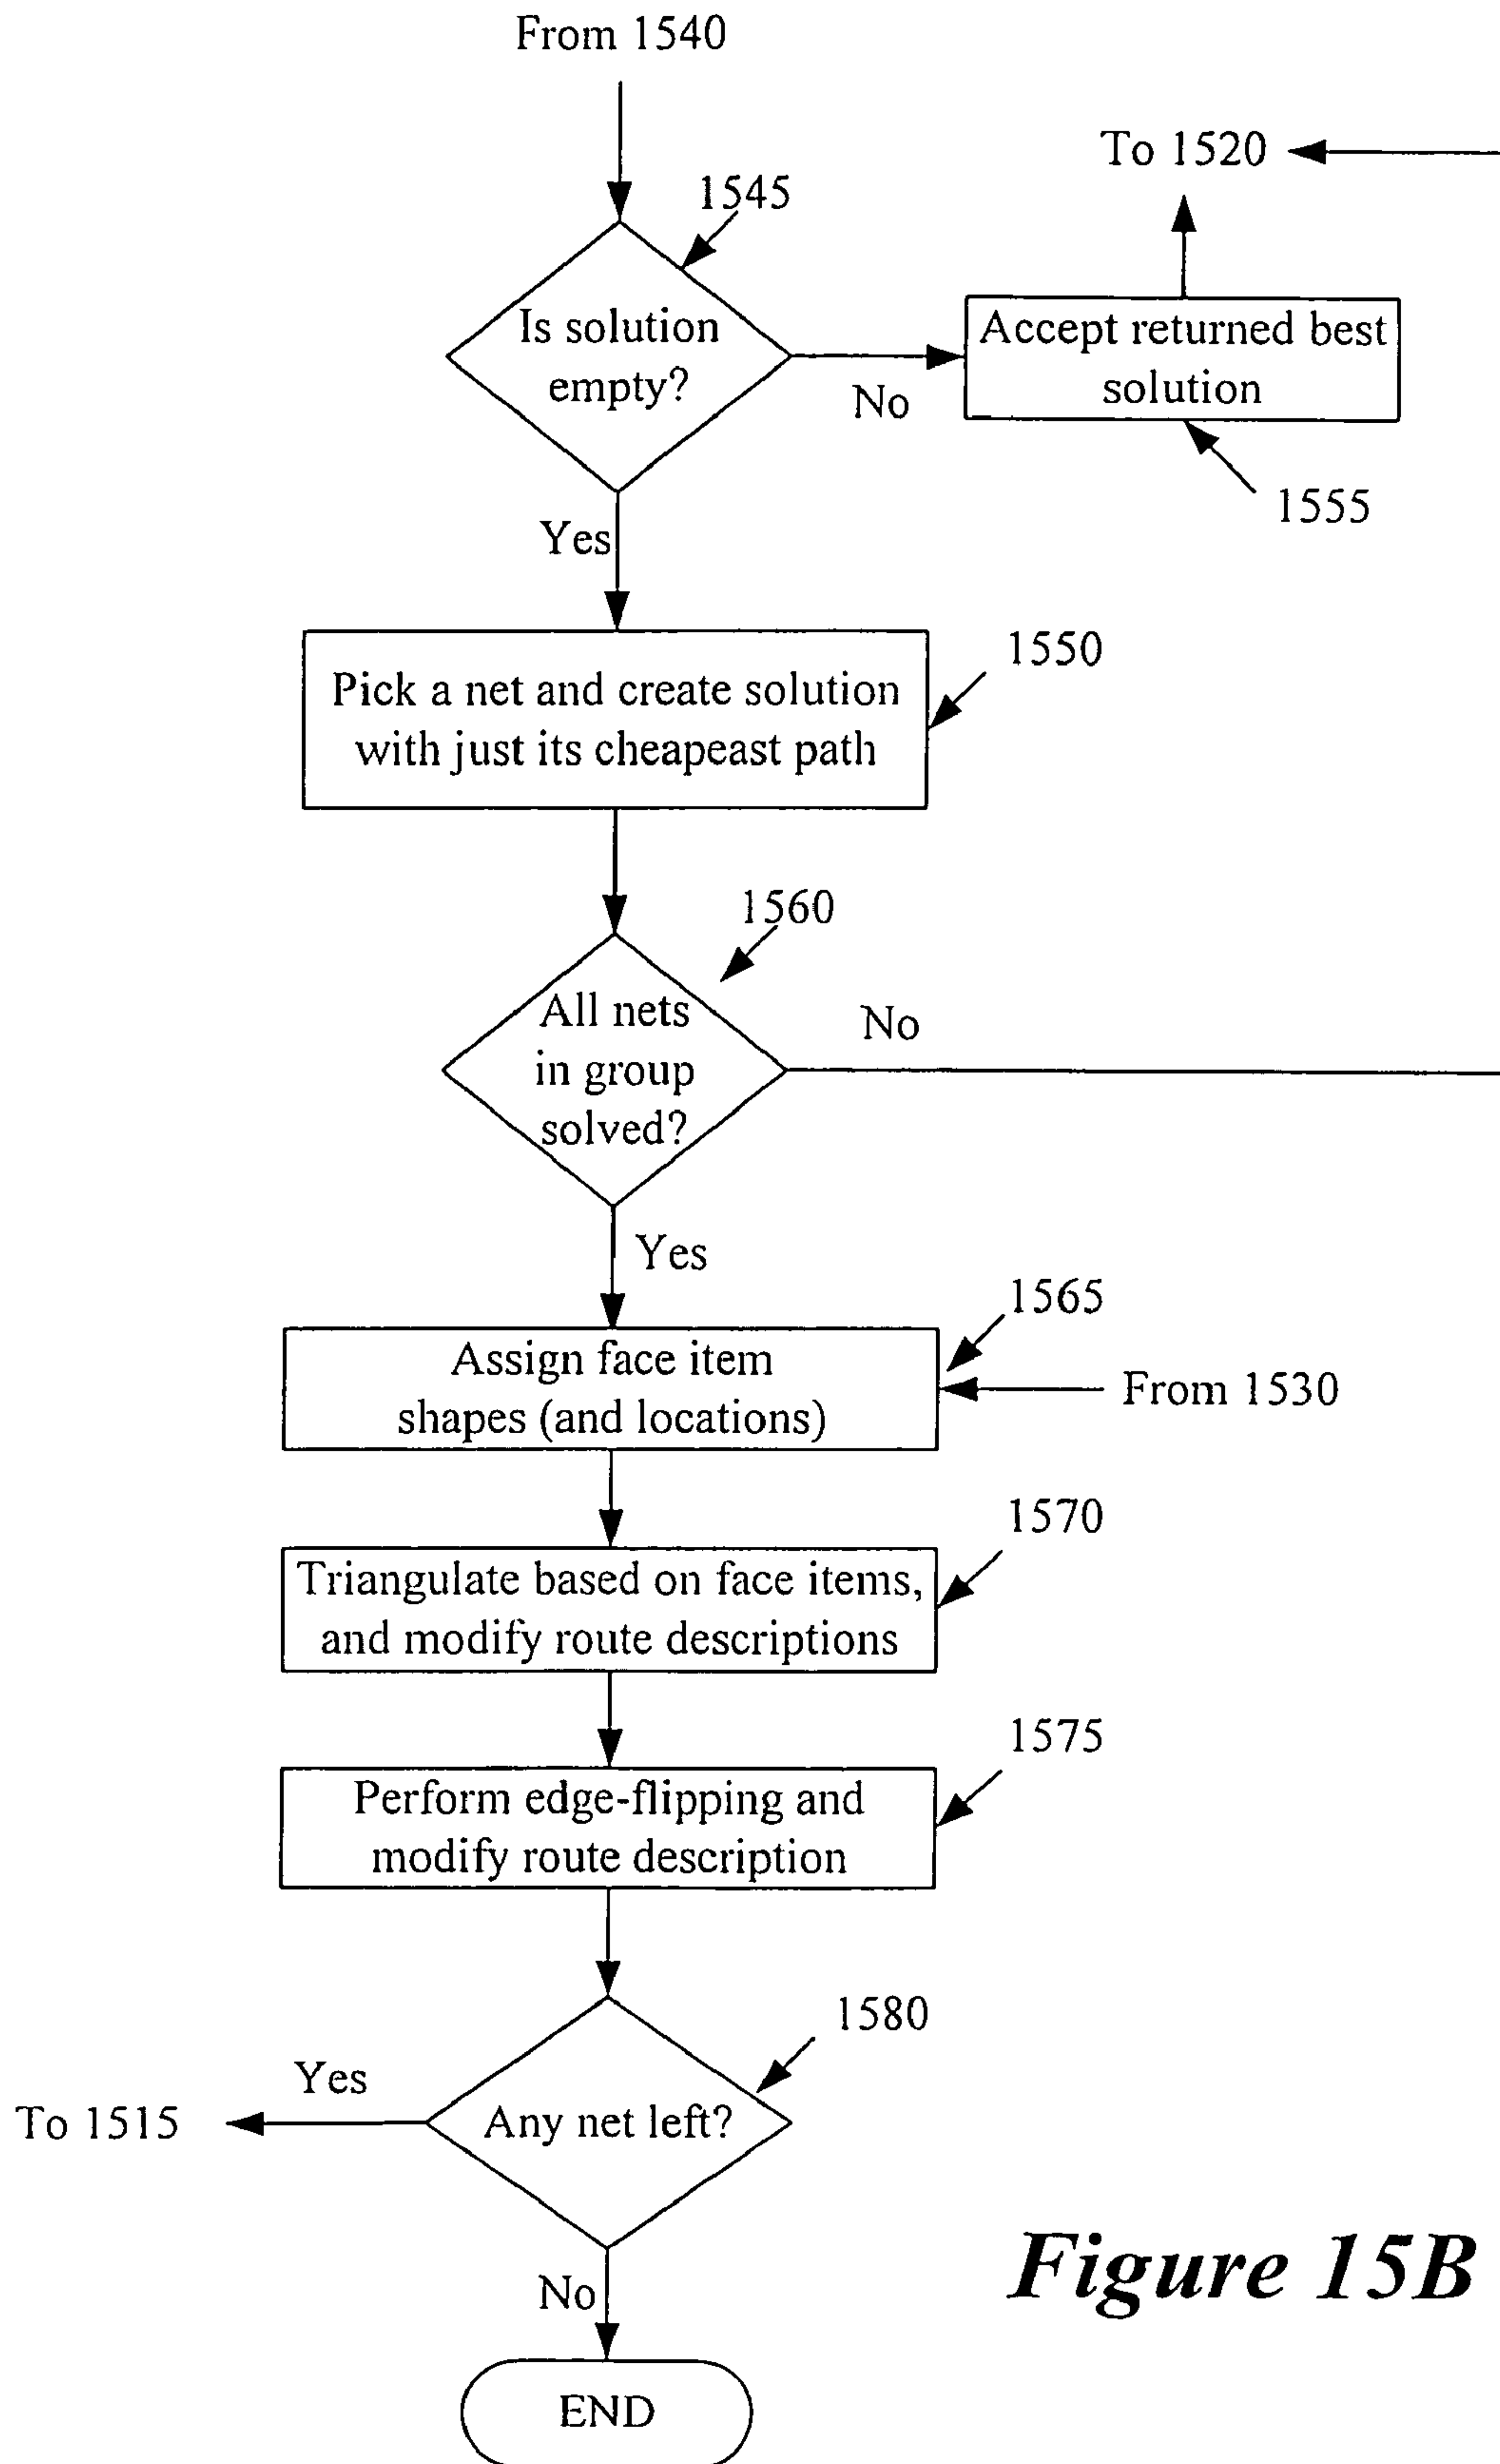 From 1540
To 1520
1545
Is solution
empty?
No
Accept returned best
solution
1555
Yes
1550
Pick a net and create solution
with just its cheapeast path
1560
All nets
in group
solved?
No
Yes
1565
Assign face item
shapes (and locations)
From 1530
1570
Triangulate based on face items,
and modify route descriptions
1575
Perform edge-flipping and
modify route description
1580
Yes
To 1515
Any net left?
No
Figure 15B
END